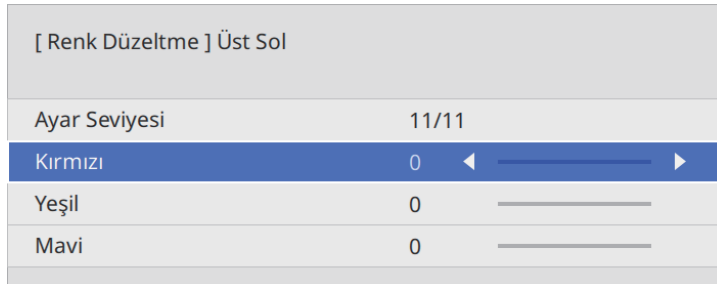 [ Renk Düzeltme ] Üst Sol
Ayar Seviyesi 11/11
Kırmızı 0
Yeşil 0
Mavi 0